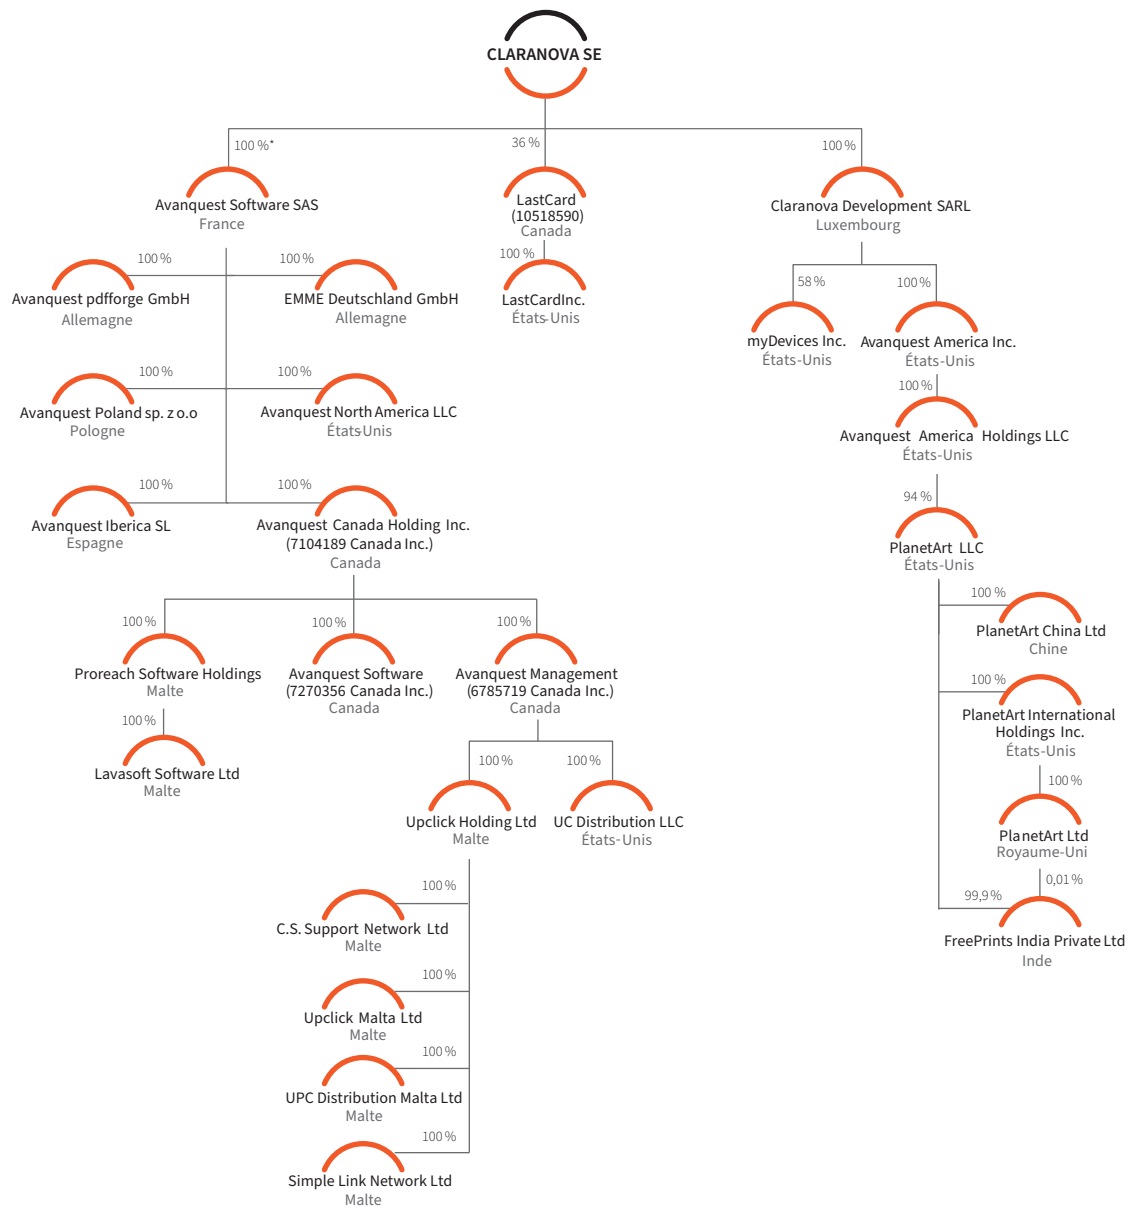 CLARANOVA SE
100 %*
36 %
100 %
Avanquest Software SAS
France
LastCard
(10518590)
Canada
Claranova Development SARL
Luxembourg
100 %
100 %
100 %
58 %
100 %
Avanquest pdfforge GmbH
Allemagne
EMME Deutschland GmbH
Allemagne
LastCardInc.
États-Unis
myDevices Inc.
États-Unis
Avanquest America Inc.
États-Unis
100 %
100 %
100 %
Avanquest Poland sp. z o.o
Pologne
Avanquest North America LLC
États-Unis
Avanquest America Holdings LLC
États-Unis
100 %
100 %
94 %
Avanquest Iberica SL
Espagne
Avanquest Canada Holding Inc.
(7104189 Canada Inc.)
Canada
PlanetArt LLC
États-Unis
100 %
100 %
100 %
100 %
Proreach Software Holdings
Malte
Avanquest Software
(7270356 Canada Inc.)
Canada
Avanquest Management
(6785719 Canada Inc.)
Canada
PlanetArt China Ltd
Chine
100 %
100 %
PlanetArt International
Holdings Inc.
États-Unis
Lavasoft Software Ltd
Malte
100 %
100 %
100 %
Upclick Holding Ltd
Malte
UC Distribution LLC
États-Unis
PlanetArt Ltd
Royaume-Uni
100 %
99,9 %
0,01 %
C.S. Support Network Ltd
Malte
FreePrints India Private Ltd
Inde
100 %
Upclick Malta Ltd
Malte
100 %
UPC Distribution Malta Ltd
Malte
100 %
Simple Link Network Ltd
Malte